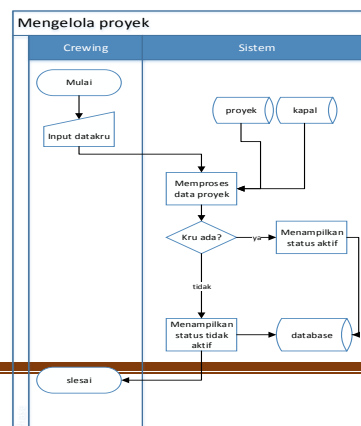 Mengelola proyek
Crewing
Sistem
Mulai
proyek
kapal
Input datakru
Memproses
data proyek
Kru ada?
ya
Menampilkan
status aktif
tidak
Menampilkan
status tidak
aktif
database
slesai